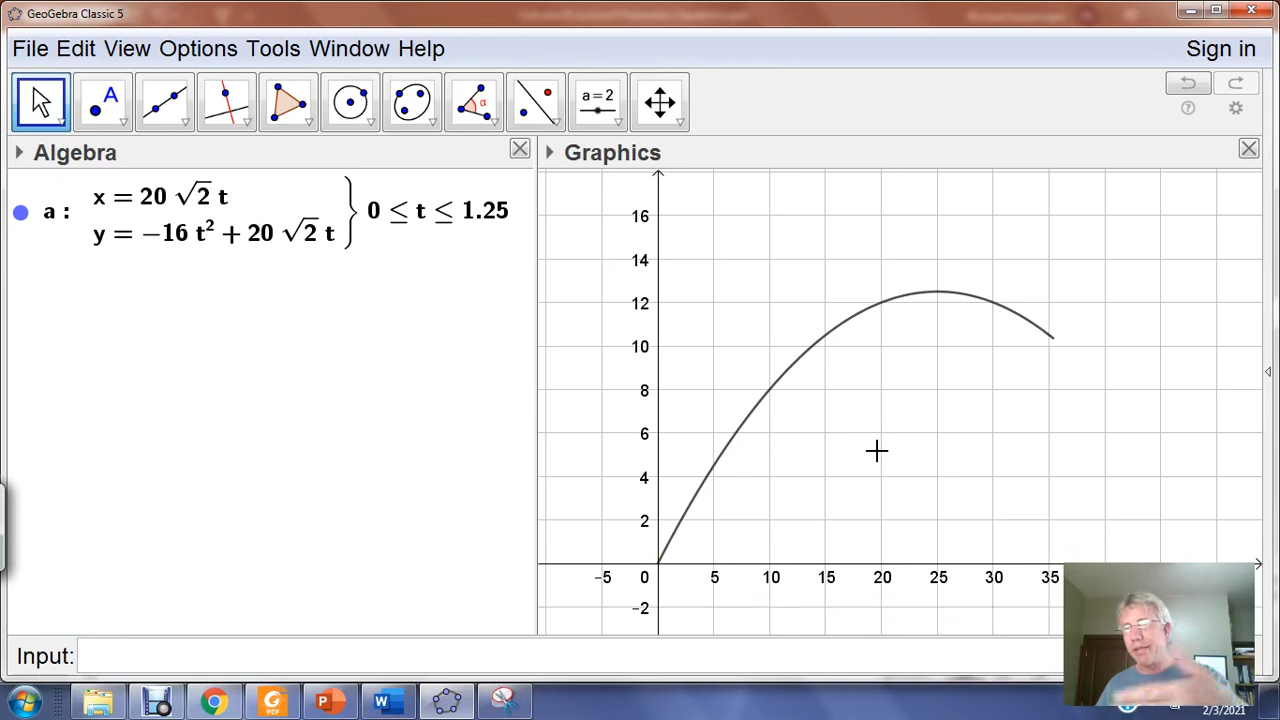 GeoGebra Classic 5
File Edit View Options Tools Window Help Sign in
A
α
a = 2
Algebra
Graphics
a : x = 20 √2 t
y = −16 t² + 20 √2 t } 0 ≤ t ≤ 1.25
16
14
12
10
8
6
4
2
−5 0 5 10 15 20 25 30 35
−2
Input:
PDF
P
W
2/3/2021